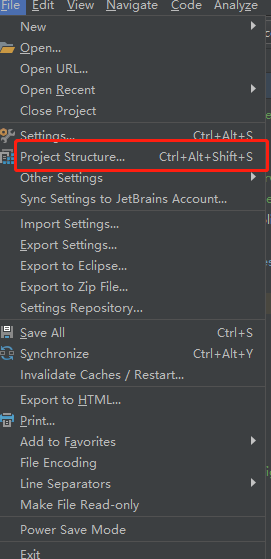 File Edit View Navigate Code Analyze
New
Open...
Open URL...
Open Recent
Close Project
Settings... Ctrl+Alt+S
Project Structure... Ctrl+Alt+Shift+S
Other Settings
Sync Settings to JetBrains Account...
Import Settings...
Export Settings...
Export to Eclipse...
Export to Zip File...
Settings Repository...
Save All Ctrl+S
Synchronize Ctrl+Alt+Y
Invalidate Caches / Restart...
Export to HTML...
Print...
Add to Favorites
File Encoding
Line Separators
Make File Read-only
Power Save Mode
Exit